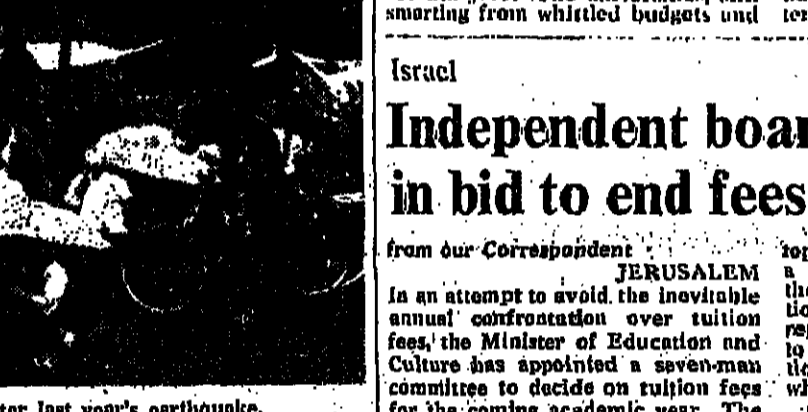 smarting from whittled budgets and
Israel
Independent
in bid to end fees
from our Correspondent
JERUSALEM
In an attempt to avoid the inevitable
annual confrontation over tuition
fees, the Minister of Education and
Culture has appointed a seven-man
committee to decide on tuition fees
for the coming academic year. The
last year's earthquake.